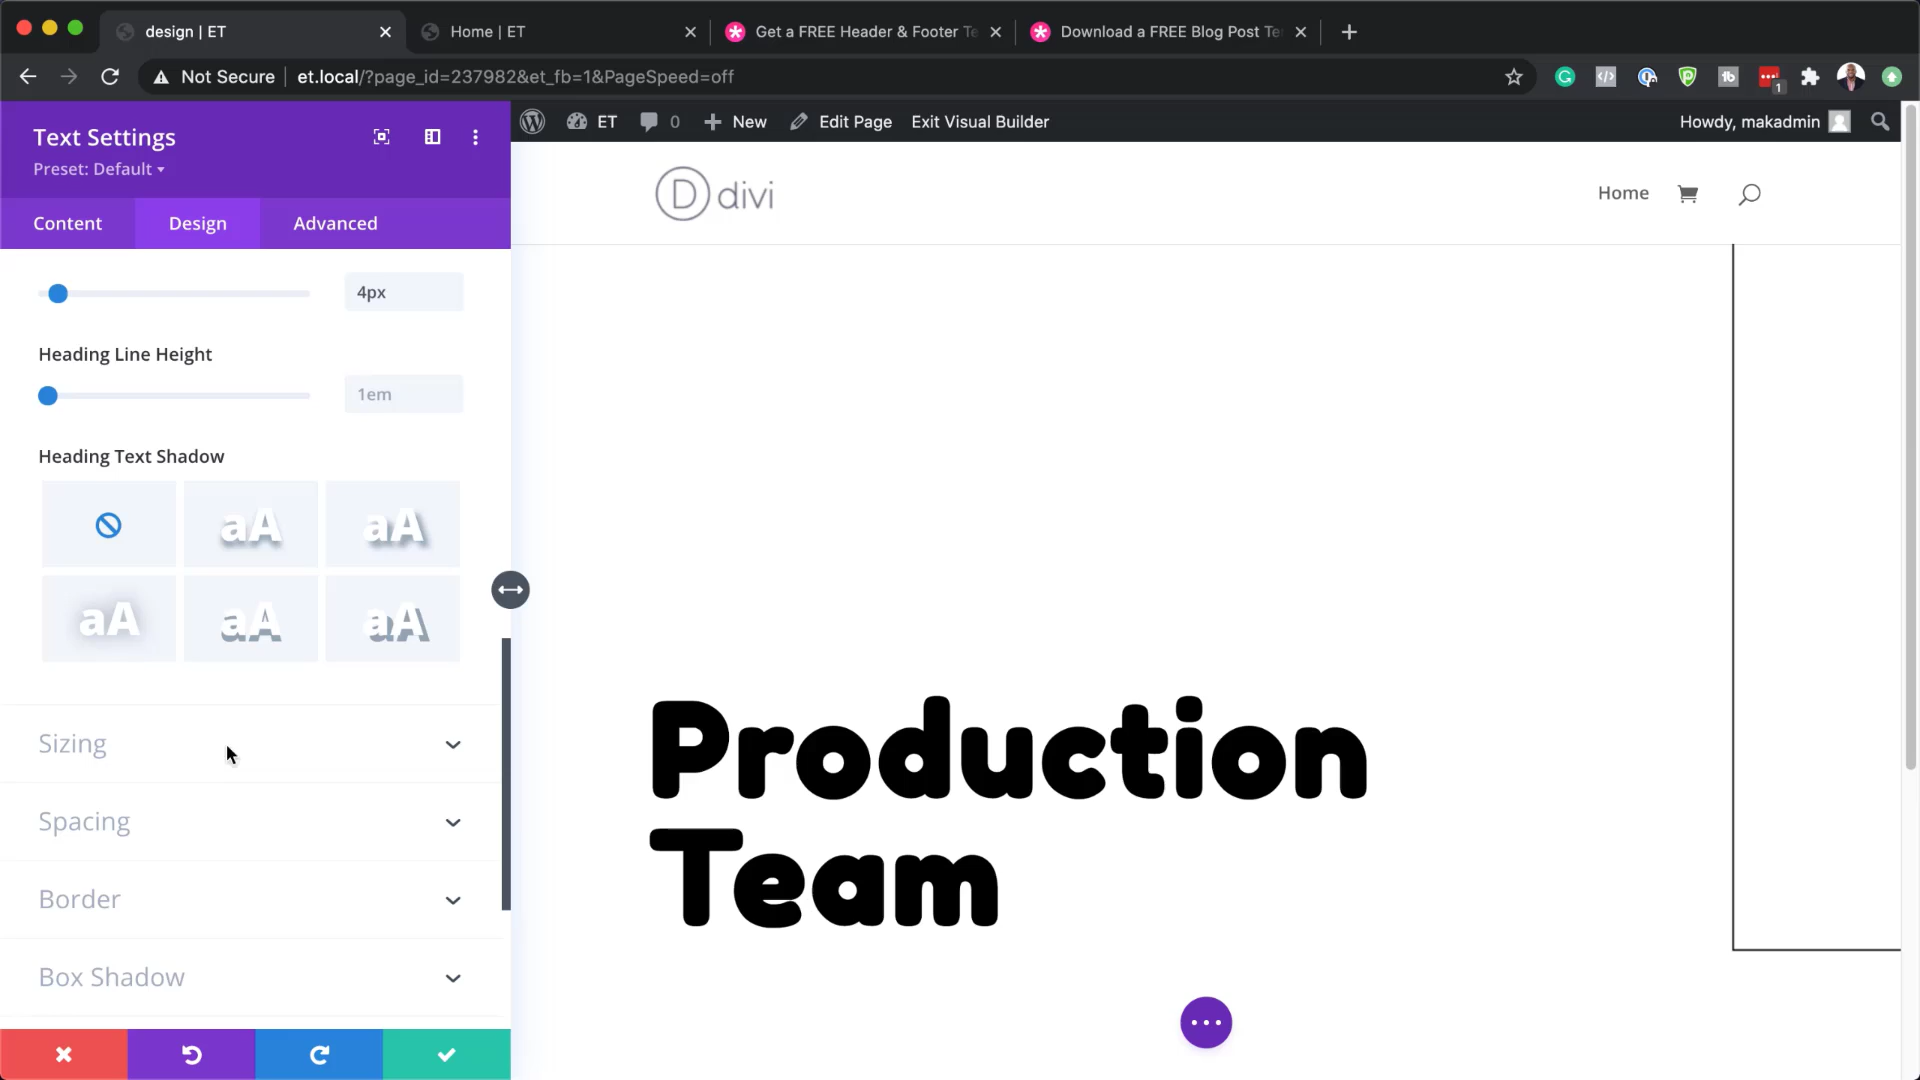 design | ET
Home | ET
Get a FREE Header & Footer Te
Download a FREE Blog Post Te
Not Secure
et.local/?page_id=237982&et_fb=1&PageSpeed=off
1
Text Settings
Preset: Default
Content
Design
Advanced
4px
Heading Line Height
1em
Heading Text Shadow
aA
aA
aA
aA
aA
Sizing
Spacing
Border
Box Shadow
ET
0
New
Edit Page
Exit Visual Builder
Howdy, makadmin
D divi
Home
Production
Team